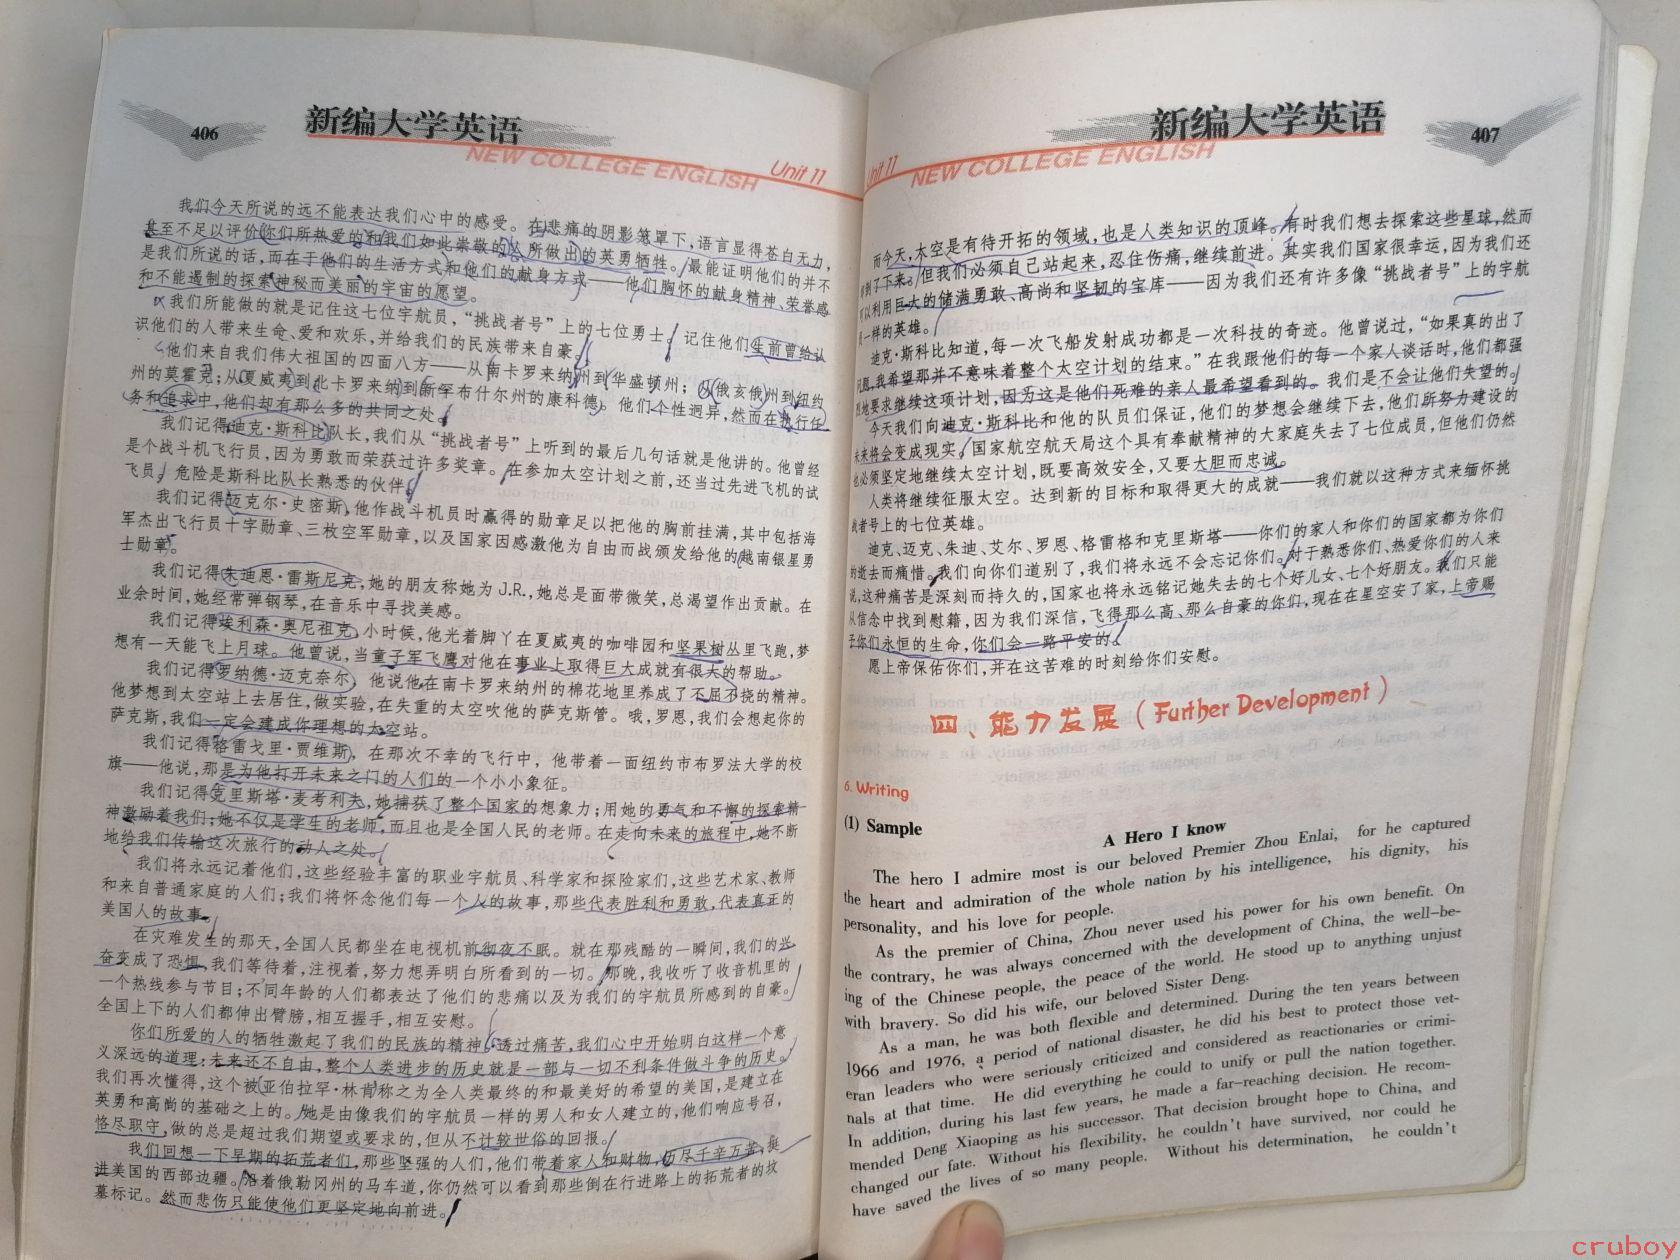 406
新编大学英语
NEW COLLEGE ENGLISH
Unit 11
我们今天所说的远不能表达我们心中的感受。在悲痛的阴影笼罩下,语言显得苍白无力,
甚至不足以评价你们所热爱的和我们如此崇敬的人所做出的英勇牺牲。最能证明他们的并不
是我们所说的话,而在于他们的生活方式和他们的献身方式——他们胸怀的献身精神、荣誉感
和不能遏制的探索神秘而美丽的宇宙的愿望。
我们所能做的就是记住这七位宇航员,“挑战者号”上的七位勇士。记住他们生前曾给认
识他们的人带来生命、爱和欢乐,并给我们的民族带来自豪。
他们来自我们伟大祖国的四面八方——从南卡罗来纳州到华盛顿州;从俄亥俄州到纽约
州的莫霍克;从夏威夷到北卡罗来纳到新罕布什尔州的康科德。他们个性迥异,然而在执行任
务和追求中,他们却有那么多的共同之处。
我们记得迪克·斯科比队长,我们从“挑战者号”上听到的最后几句话就是他讲的。他曾经
是个战斗机飞行员,因为勇敢而荣获过许多奖章。在参加太空计划之前,还当过先进飞机的试
飞员。危险是斯科比队长熟悉的伙伴。
我们记得迈克尔·史密斯,他作战斗机员时赢得的勋章足以把他的胸前挂满,其中包括海
军杰出飞行员十字勋章、三枚空军勋章,以及国家因感激他为自由而战颁发给他的越南银星勇
士勋章。
我们记得朱迪恩·雷斯尼克,她的朋友称她为J.R.,她总是面带微笑,总渴望作出贡献。在
业余时间,她经常弹钢琴,在音乐中寻找美感。
我们记得埃利森·奥尼祖克,小时候,他光着脚丫在夏威夷的咖啡园和坚果树丛里飞跑,梦
想有一天能飞上月球。他曾说,当童子军飞鹰对他在事业上取得巨大成就有很大的帮助。
我们记得罗纳德·迈克奈尔,他说他在南卡罗来纳州的棉花地里养成了不屈不挠的精神。
他梦想到太空站上去居住,做实验,在失重的太空吹他的萨克斯管。哦,罗恩,我们会想起你的
萨克斯,我们一定会建成你理想的太空站。
我们记得格雷戈里·贾维斯,在那次不幸的飞行中,他带着一面纽约市布罗法大学的校
旗——他说,那是为他打开未来之门的人们的一个小小象征。
我们记得克里斯塔·麦考利夫,她捕获了整个国家的想象力;用她的勇气和不懈的探索精
神激励着我们;她不仅是学生的老师,而且也是全国人民的老师。在走向未来的旅程中,她不断
地给我们传输这次旅行的动人之处。
我们将永远记着他们,这些经验丰富的职业宇航员、科学家和探险家们,这些艺术家、教师
和来自普通家庭的人们;我们将怀念他们每一个人的故事,那些代表胜利和勇敢,代表真正的
美国人的故事。
在灾难发生的那天,全国人民都坐在电视机前彻夜不眠。就在那残酷的一瞬间,我们的兴
奋变成了恐惧,我们等待着,注视着,努力想弄明白所看到的一切。那晚,我收听了收音机里的
一个热线参与节目;不同年龄的人们都表达了他们的悲痛以及为我们的宇航员所感到的自豪。
全国上下的人们都伸出臂膀,相互握手,相互安慰。
你们所爱的人的牺牲激起了我们的民族的精神。透过痛苦,我们心中开始明白这样一个意
义深远的道理:未来还不自由,整个人类进步的历史就是一部与一切不利条件做斗争的历史。
我们再次懂得,这个被亚伯拉罕·林肯称之为全人类最终的和最美好的希望的美国,是建立在
英勇和高尚的基础之上的。她是由像我们的宇航员一样的男人和女人建立的,他们响应号召,
恪尽职守,做的总是超过我们期望或要求的,但从不计较世俗的回报。
我们回想一下早期的拓荒者们,那些坚强的人们,他们带着家人和财物,历尽千辛万苦,挺
进美国的西部边疆。沿着俄勒冈州的马车道,你仍然可以看到那些倒在行进路上的拓荒者的坟
墓标记。然而悲伤只能使他们更坚定地向前进。
新编大学英语
407
Unit 11
NEW COLLEGE ENGLISH
而今天,太空是有待开拓的领域,也是人类知识的顶峰。有时我们想去探索这些星球,然而
却倒了下来。但我们必须自己站起来,忍住伤痛,继续前进。其实我们国家很幸运,因为我们还
可以利用巨大的储满勇敢、高尚和坚韧的宝库——因为我们还有许多像“挑战者号”上的宇航
员一样的英雄。
迪克·斯科比知道,每一次飞船发射成功都是一次科技的奇迹。他曾说过,“如果真的出了
问题,我希望那并不意味着整个太空计划的结束。”在我跟他们的每一个家人谈话时,他们都强
烈地要求继续这项计划,因为这是他们死难的亲人最希望看到的。我们是不会让他们失望的。
今天我们向迪克·斯科比和他的队员们保证,他们的梦想会继续下去,他们所努力建设的
未来将会变成现实。国家航空航天局这个具有奉献精神的大家庭失去了七位成员,但他们仍然
也必须坚定地继续太空计划,既要高效安全,又要大胆而忠诚。
人类将继续征服太空。达到新的目标和取得更大的成就——我们就以这种方式来缅怀挑
战者号上的七位英雄。
迪克、迈克、朱迪、艾尔、罗恩、格雷格和克里斯塔——你们的家人和你们的国家都为你们
的逝去而痛惜。我们向你们道别了,我们将永远不会忘记你们。对于熟悉你们、热爱你们的人来
说,这种痛苦是深刻而持久的,国家也将永远铭记她失去的七个好儿女、七个好朋友。我们只能
从信念中找到慰籍,因为我们深信,飞得那么高、那么自豪的你们,现在在星空安了家,上帝赐
予你们永恒的生命,你们会一路平安的。
愿上帝保佑你们,并在这苦难的时刻给你们安慰。
四、能力发展(Further Development)
6. Writing
(1) Sample
A Hero I know
The hero I admire most is our beloved Premier Zhou Enlai, for he captured
the heart and admiration of the whole nation by his intelligence, his dignity, his
personality, and his love for people.
As the premier of China, Zhou never used his power for his own benefit. On
the contrary, he was always concerned with the development of China, the well-be-
ing of the Chinese people, the peace of the world. He stood up to anything unjust
with bravery. So did his wife, our beloved Sister Deng.
As a man, he was both flexible and determined. During the ten years between
1966 and 1976, a period of national disaster, he did his best to protect those vet-
eran leaders who were seriously criticized and considered as reactionaries or crimi-
nals at that time. He did everything he could to unify or pull the nation together.
In addition, during his last few years, he made a far-reaching decision. He recom-
mended Deng Xiaoping as his successor. That decision brought hope to China, and
changed our fate. Without his flexibility, he couldn't have survived, nor could he
have saved the lives of so many people. Without his determination, he couldn't
cruboy